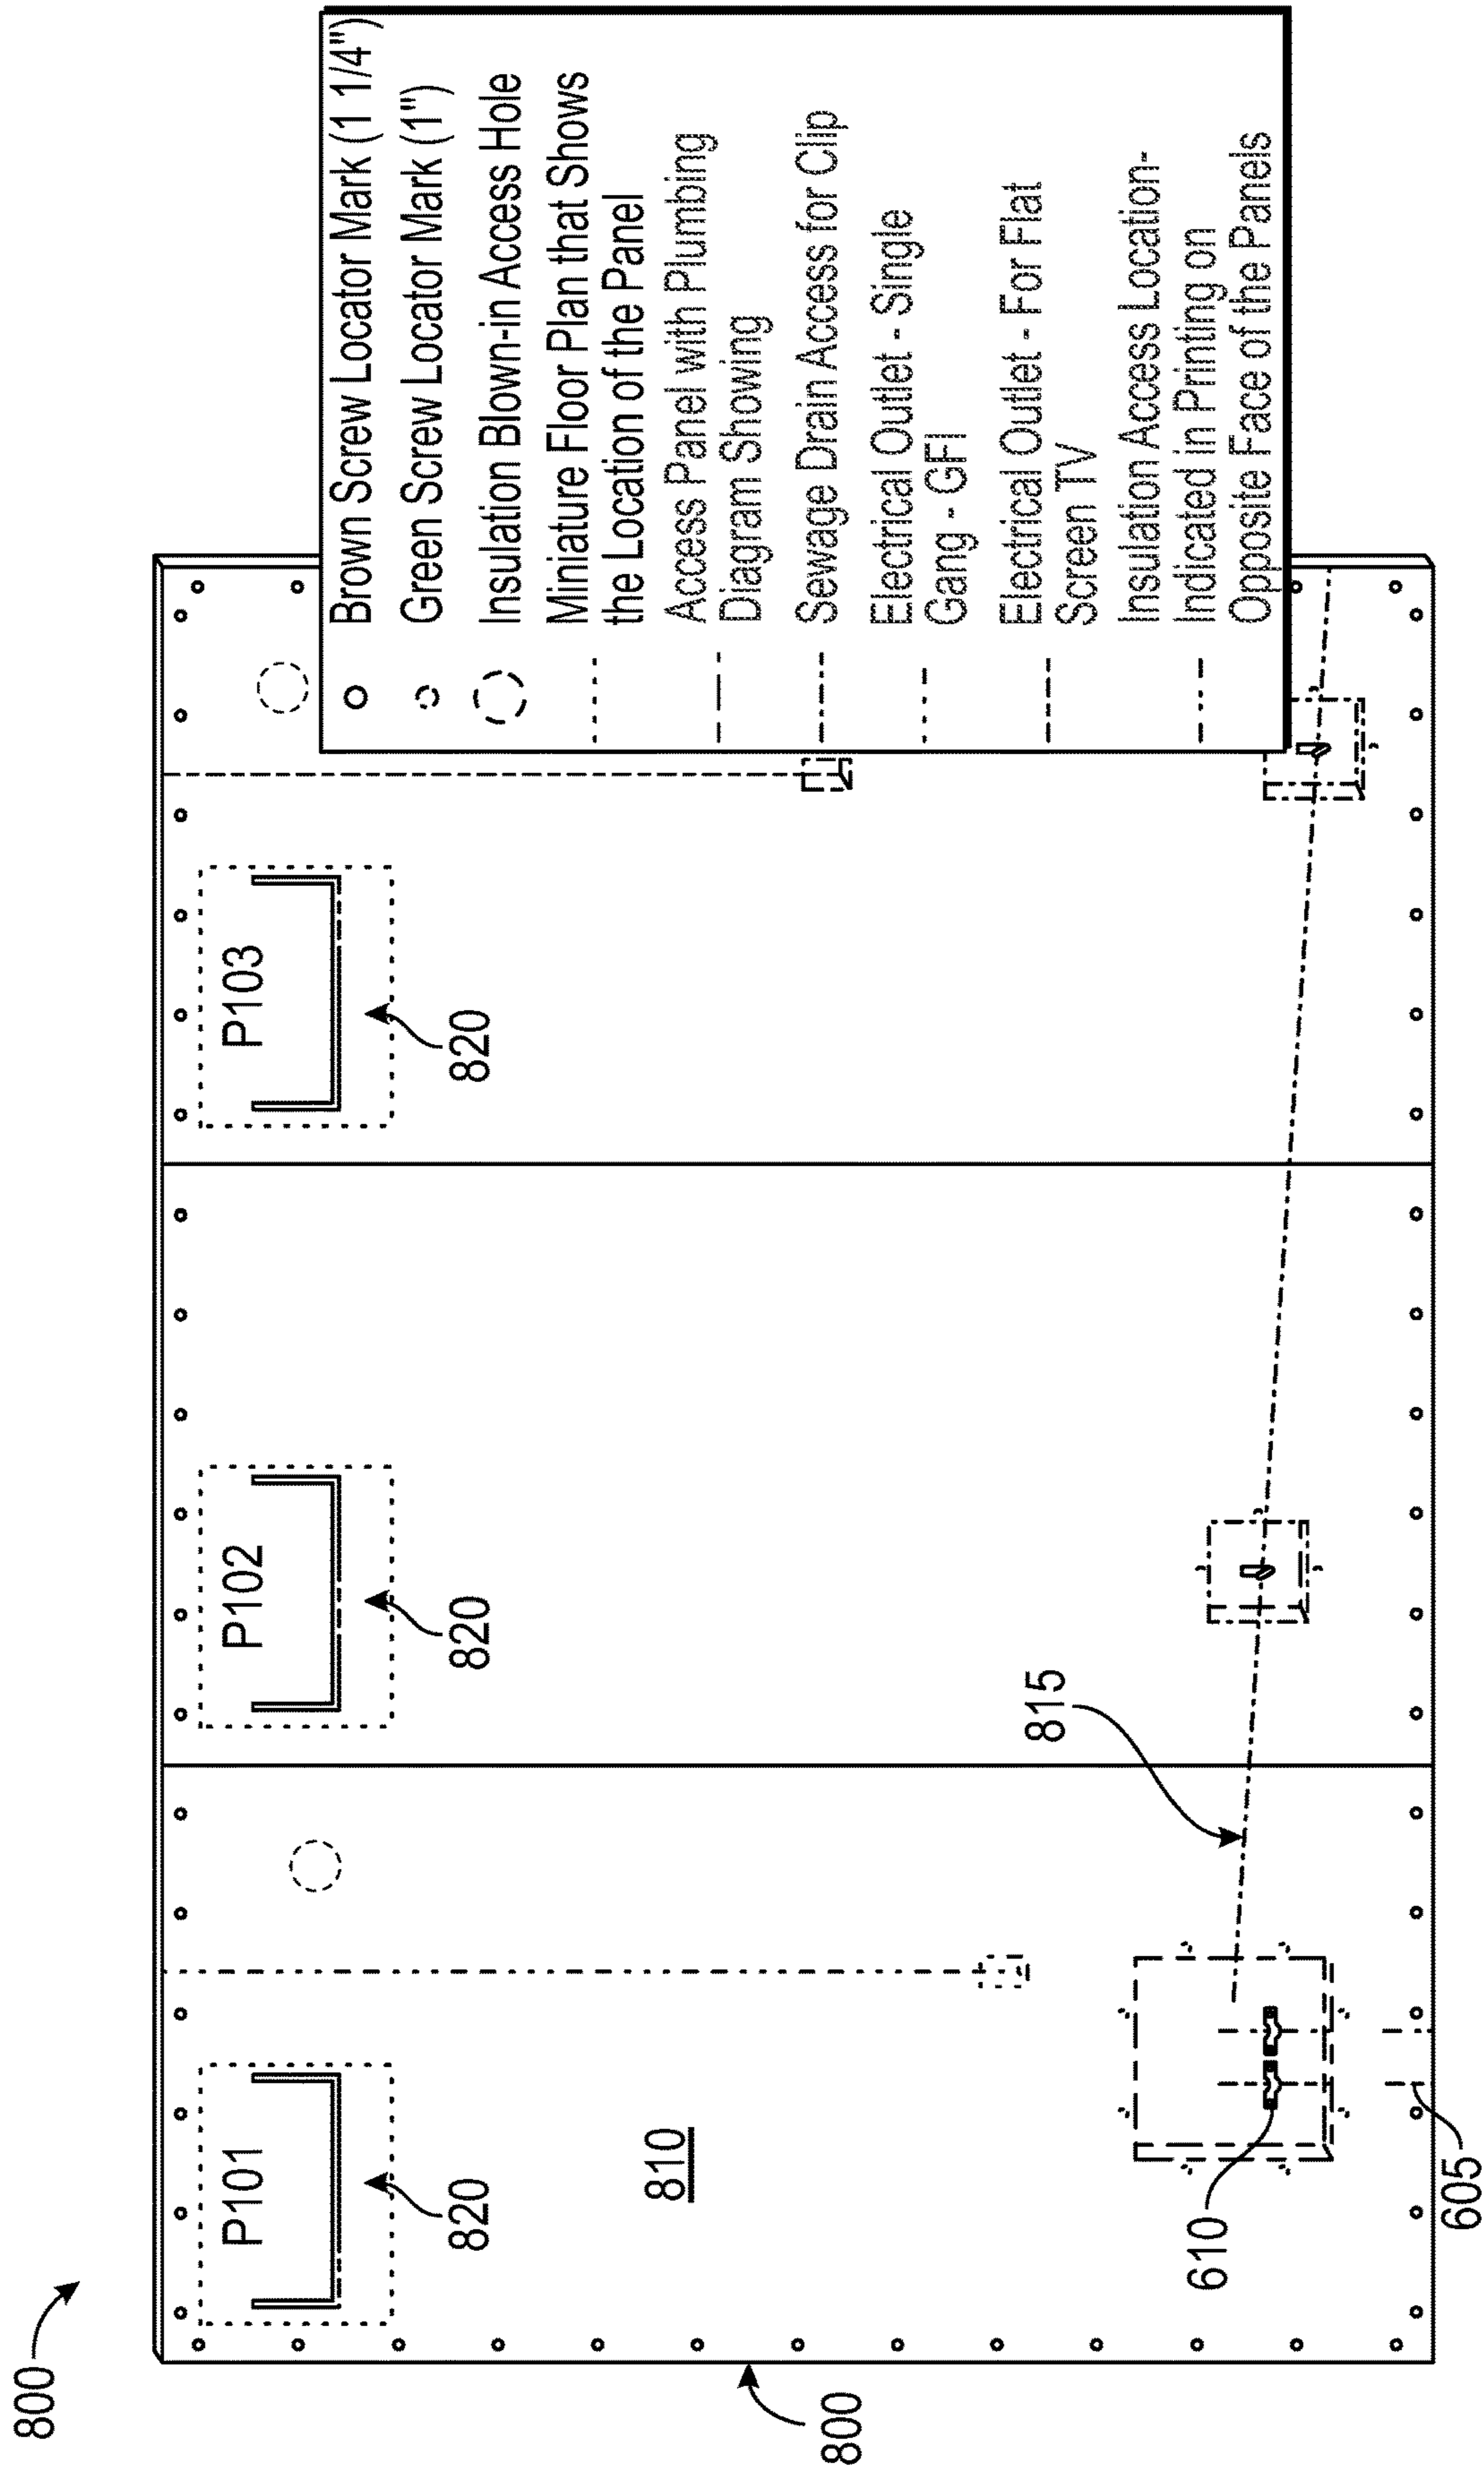 800
800
P101
820
P102
820
P103
820
810
815
610
605
Brown Screw Locator Mark (1 1/4")
Green Screw Locator Mark (1")
Insulation Blown-in Access Hole
Miniature Floor Plan that Shows
the Location of the Panel
Access Panel with Plumbing
Diagram Showing
Sewage Drain Access for Clip
Electrical Outlet - Single
Gang - GFI
Electrical Outlet - For Flat
Screen TV
Insulation Access Location-
Indicated in Printing on
Opposite Face of the Panels